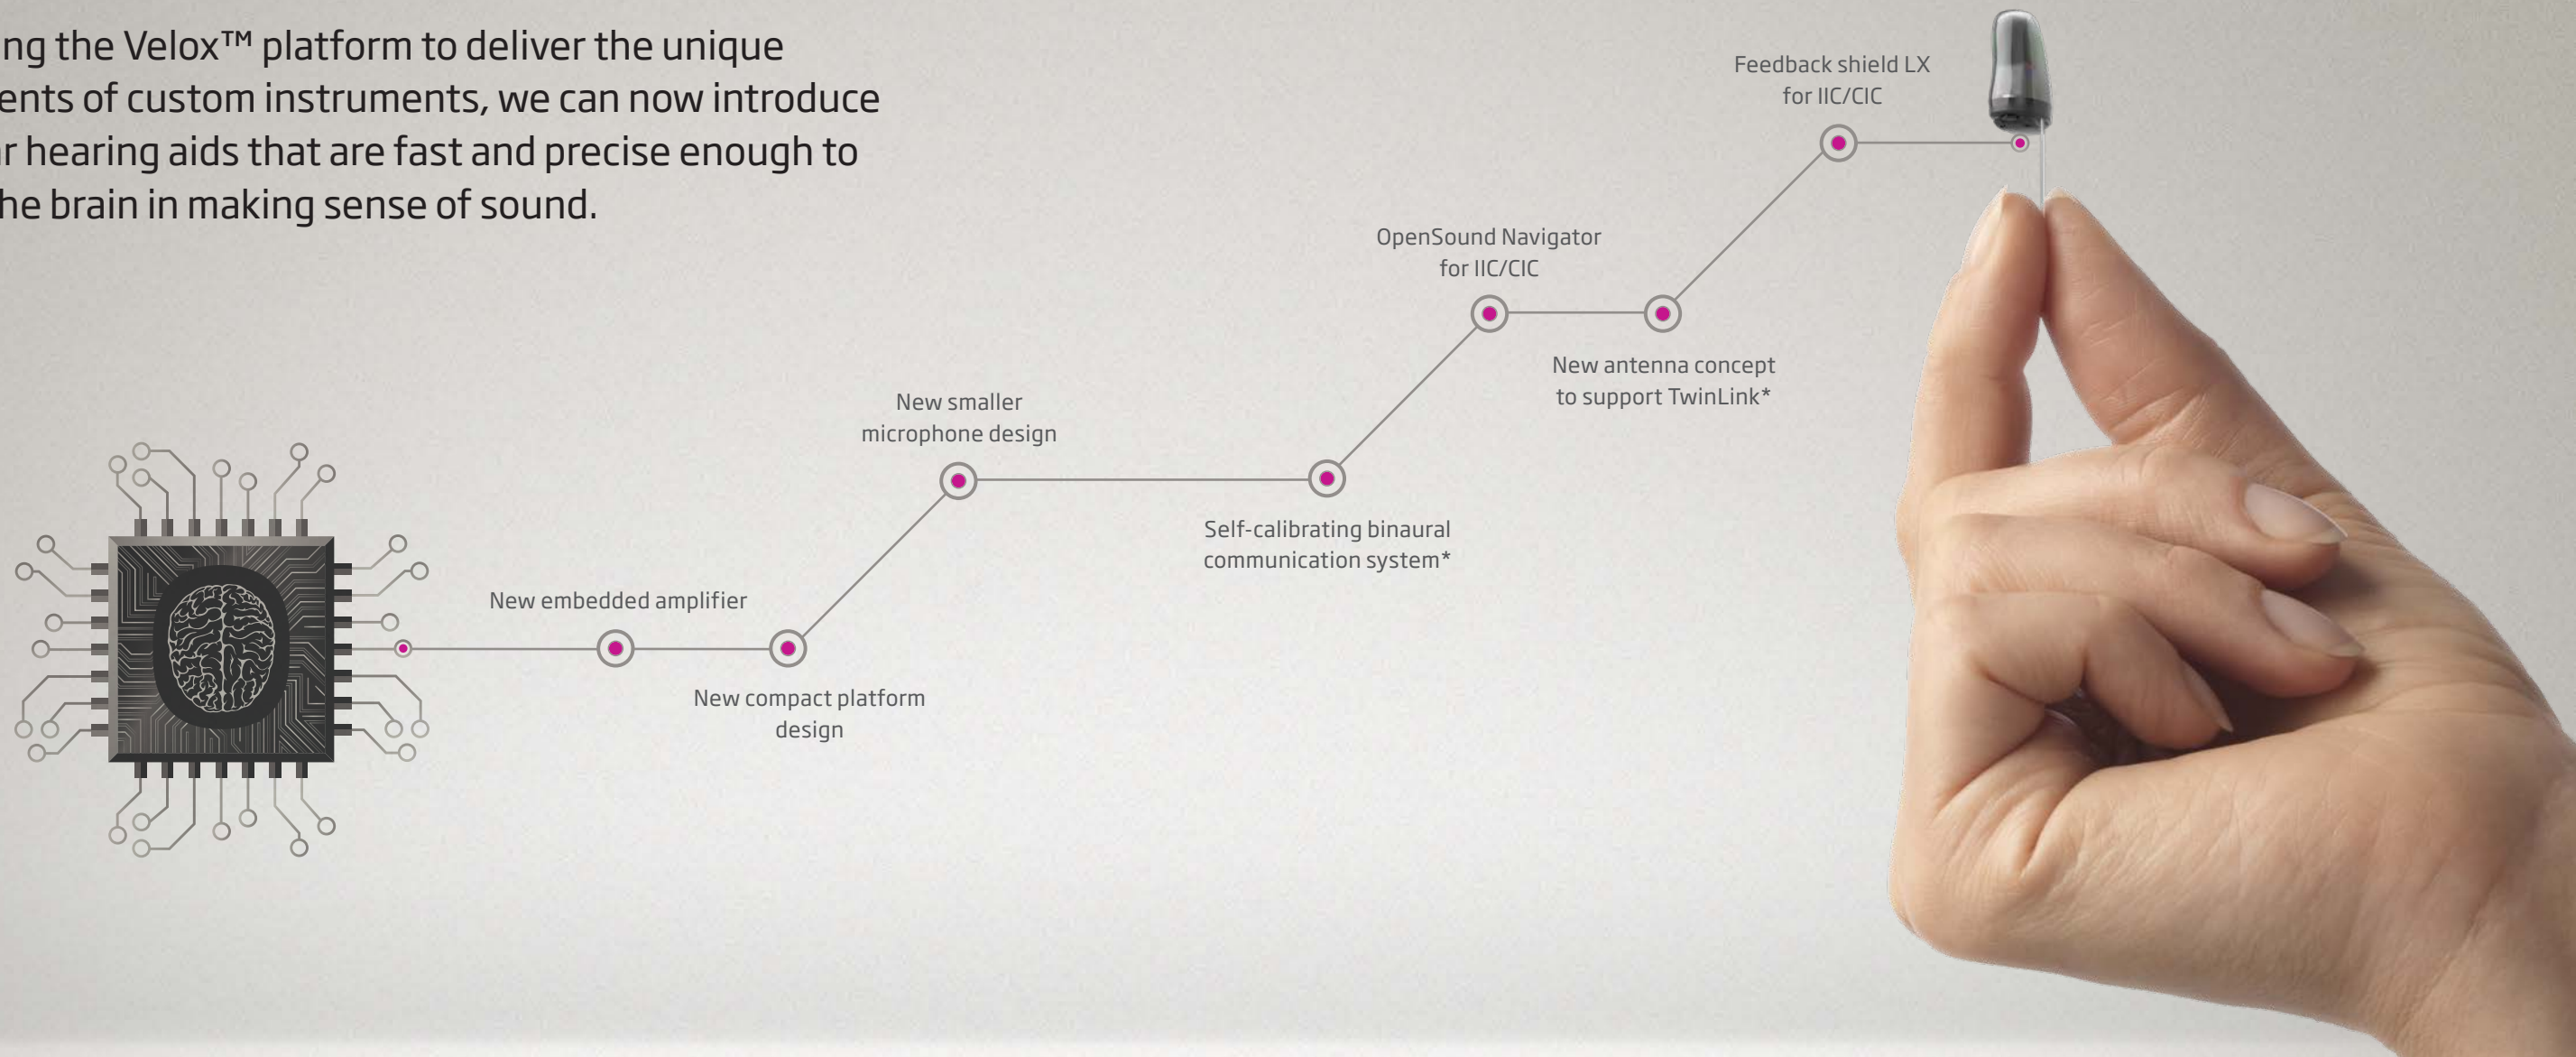 ng the Velox™ platform to deliver the unique
ents of custom instruments, we can now introduce
r hearing aids that are fast and precise enough to
he brain in making sense of sound.
Feedback shield LX
for IIC/CIC
OpenSound Navigator
for IIC/CIC
New antenna concept
to support TwinLink*
New smaller
microphone design
Self-calibrating binaural
communication system*
New embedded amplifier
New compact platform
design